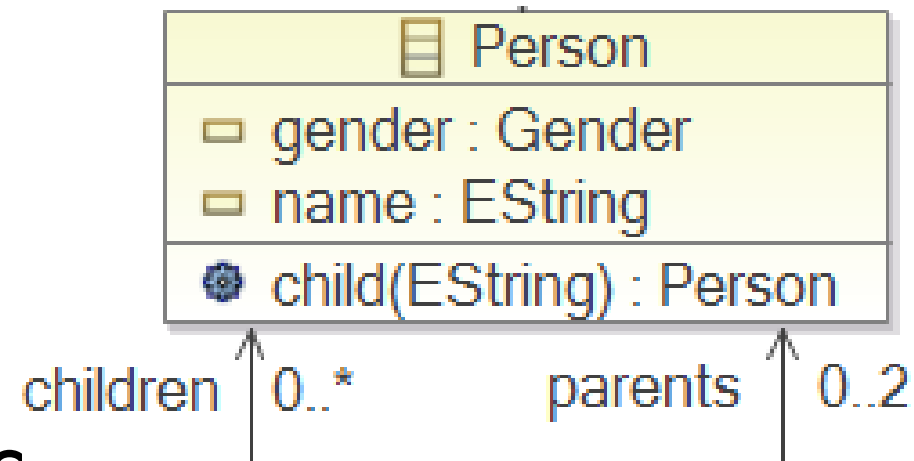 Person
gender : Gender
name : EString
child(EString) : Person
children 0..* parents 0..2